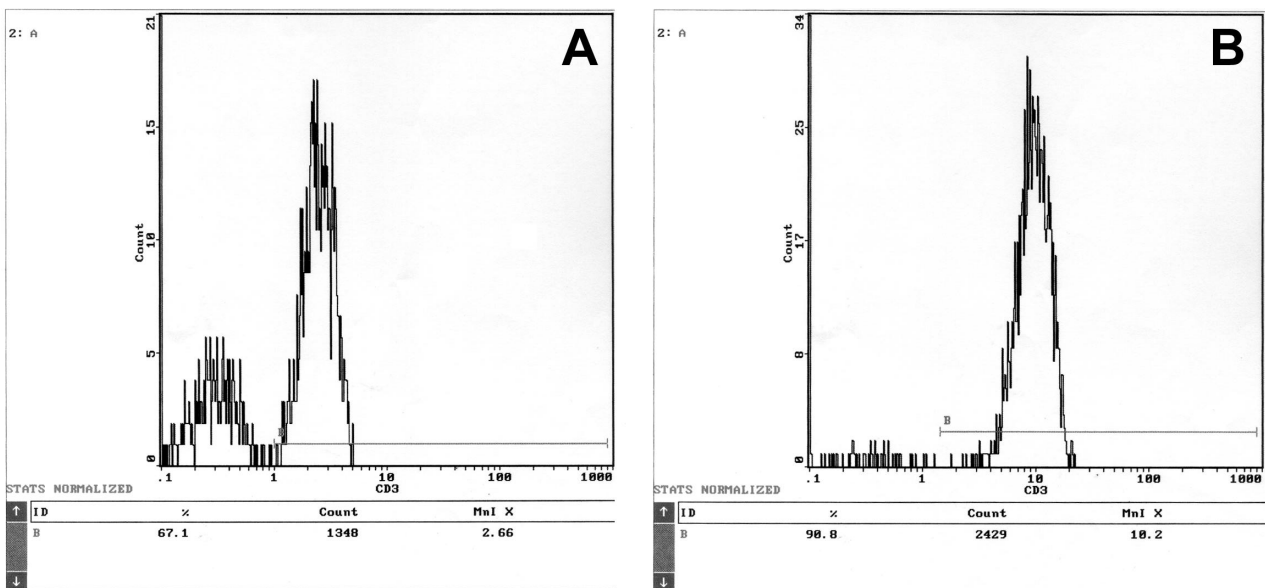 A
2: A
21
15
10
5
0
Count
B
.1 1 10 100 1000
CD3
STATS NORMALIZED
ID % Count MnI X
B 67.1 1348 2.66
B
2: A
34
25
17
8
0
Count
B
.1 1 10 100 1000
CD3
STATS NORMALIZED
ID % Count MnI X
B 90.8 2429 10.2